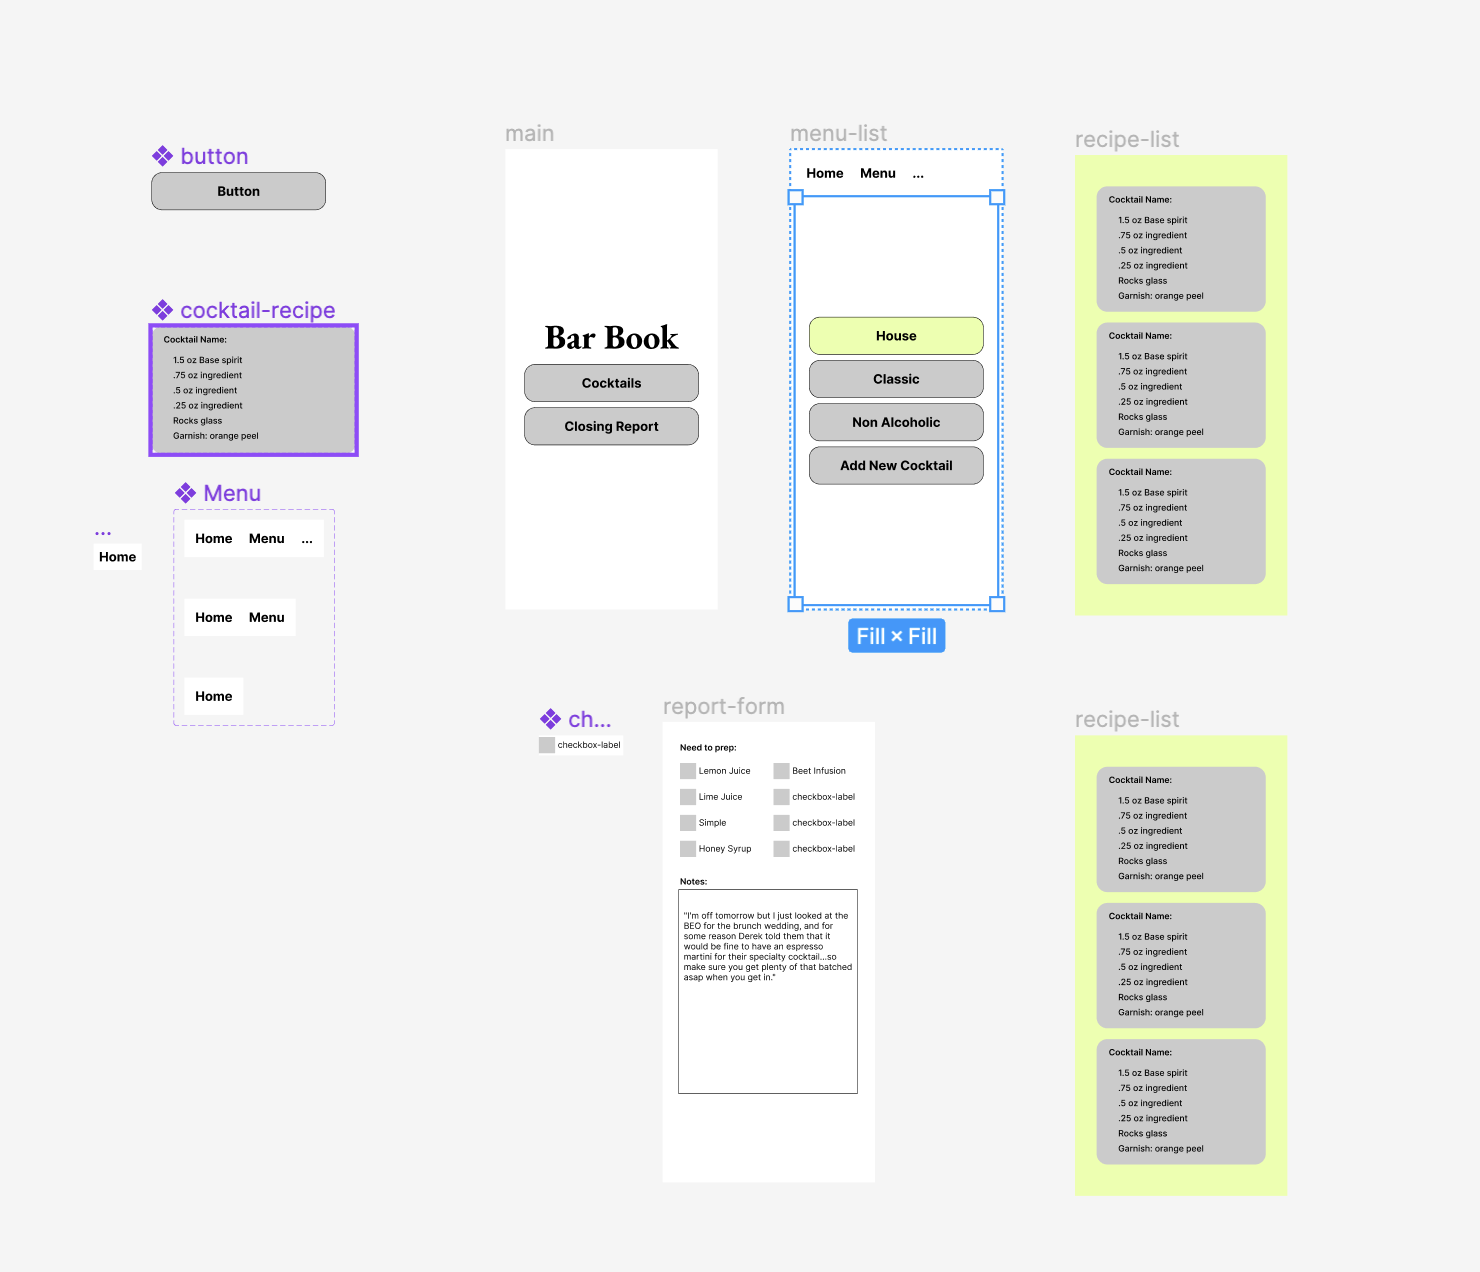 button
Button
cocktail-recipe
Cocktail Name:
1.5 oz Base spirit
.75 oz ingredient
.5 oz ingredient
.25 oz ingredient
Rocks glass
Garnish: orange peel
...
Home
Menu
Home Menu ...
Home Menu
Home
main
Bar Book
Cocktails
Closing Report
menu-list
Home Menu ...
House
Classic
Non Alcoholic
Add New Cocktail
Fill × Fill
recipe-list
Cocktail Name:
1.5 oz Base spirit
.75 oz ingredient
.5 oz ingredient
.25 oz ingredient
Rocks glass
Garnish: orange peel
Cocktail Name:
1.5 oz Base spirit
.75 oz ingredient
.5 oz ingredient
.25 oz ingredient
Rocks glass
Garnish: orange peel
Cocktail Name:
1.5 oz Base spirit
.75 oz ingredient
.5 oz ingredient
.25 oz ingredient
Rocks glass
Garnish: orange peel
ch...
checkbox-label
report-form
Need to prep:
Lemon Juice Beet Infusion
Lime Juice checkbox-label
Simple checkbox-label
Honey Syrup checkbox-label
Notes:
"I'm off tomorrow but I just looked at the
BEO for the brunch wedding, and for
some reason Derek told them that it
would be fine to have an espresso
martini for their specialty cocktail...so
make sure you get plenty of that batched
asap when you get in."
recipe-list
Cocktail Name:
1.5 oz Base spirit
.75 oz ingredient
.5 oz ingredient
.25 oz ingredient
Rocks glass
Garnish: orange peel
Cocktail Name:
1.5 oz Base spirit
.75 oz ingredient
.5 oz ingredient
.25 oz ingredient
Rocks glass
Garnish: orange peel
Cocktail Name:
1.5 oz Base spirit
.75 oz ingredient
.5 oz ingredient
.25 oz ingredient
Rocks glass
Garnish: orange peel